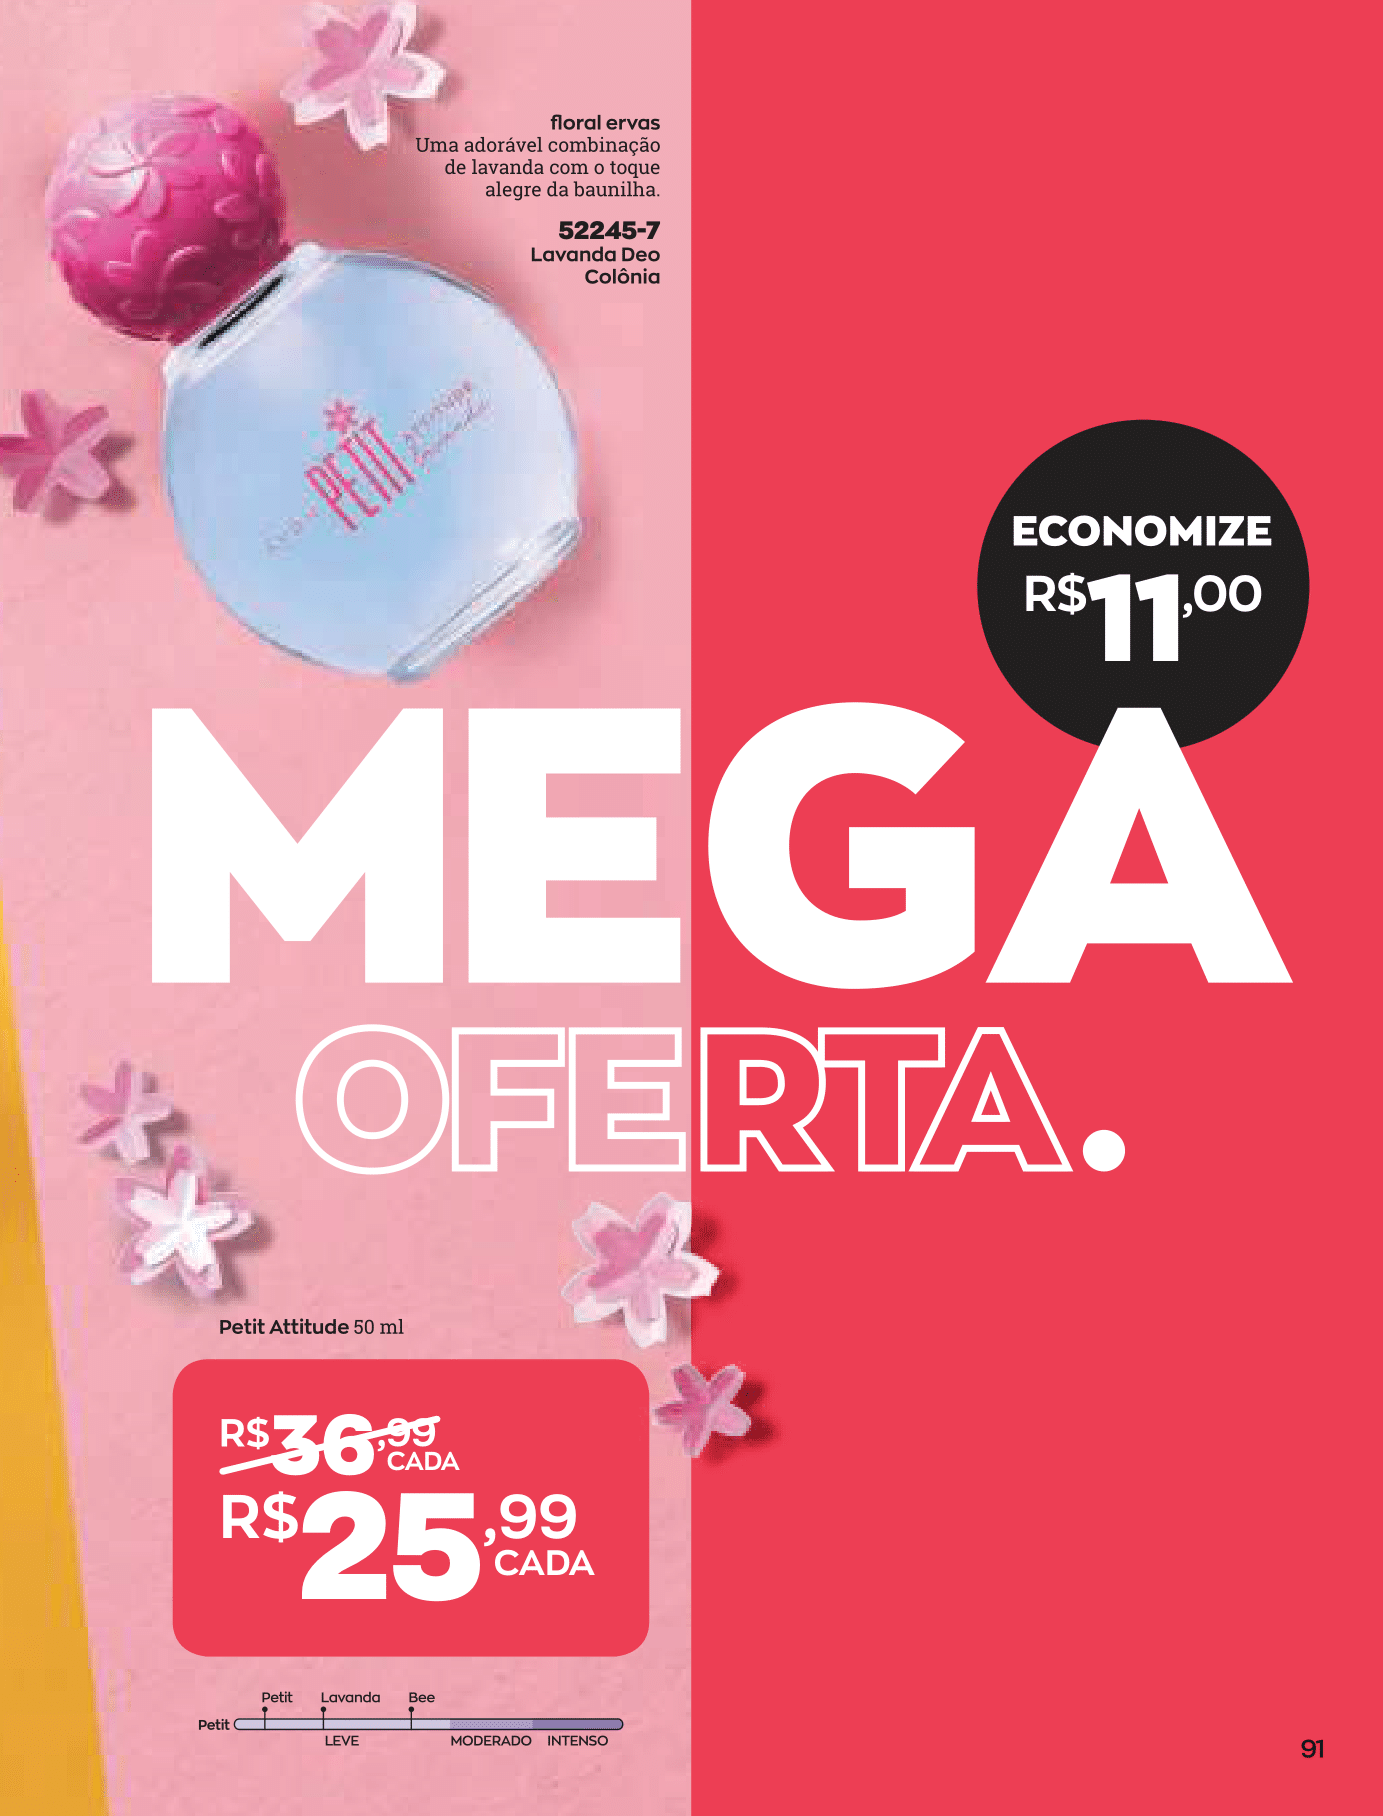 floral ervas
Uma adorável combinação
de lavanda com o toque
alegre da baunilha.
52245-7
Lavanda Deo
Colônia
PETIT
ECONOMIZE
R$11,00
MEGA
OFERTA.
Petit Attitude 50 ml
R$36,99
CADA
R$25,99
CADA
Petit Lavanda Bee
Petit
LEVE MODERADO INTENSO
91